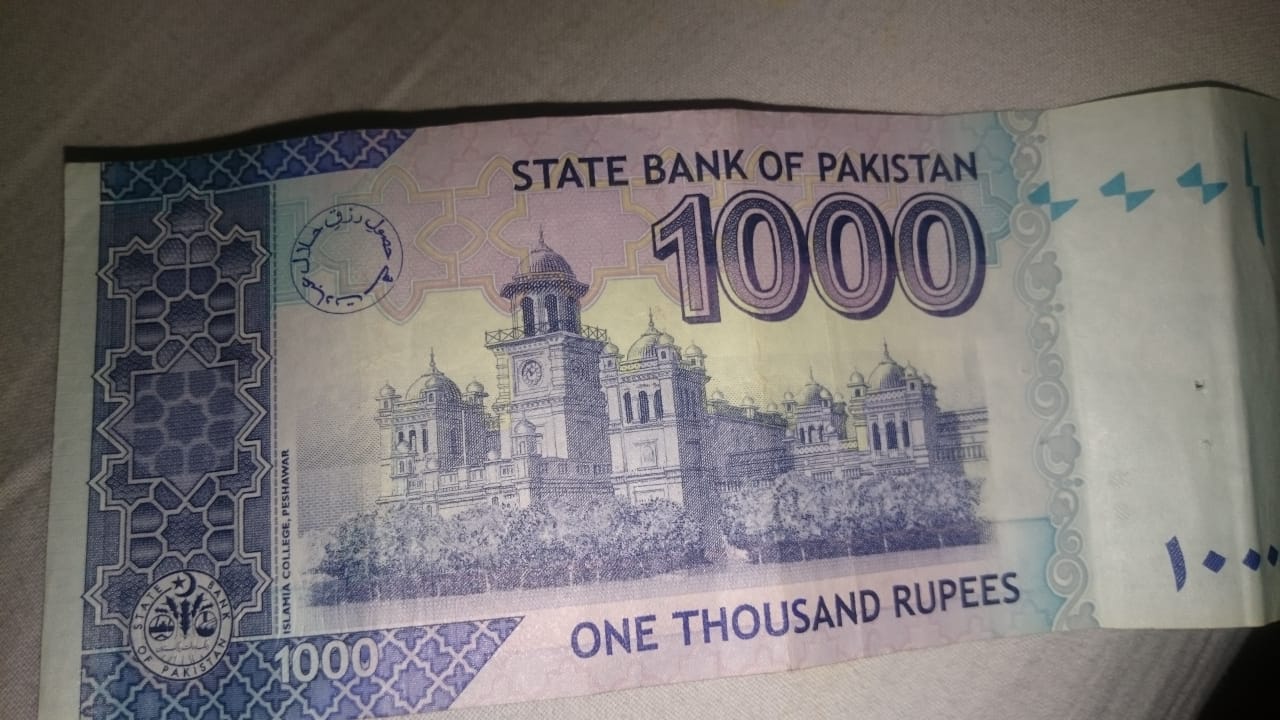 STATE BANK OF PAKISTAN
1000
حصول رزق حلال عبادت ہے
ISLAMIA COLLEGE, PESHAWAR
STATE BANK OF PAKISTAN
1000
ONE THOUSAND RUPEES
۱۰۰۰